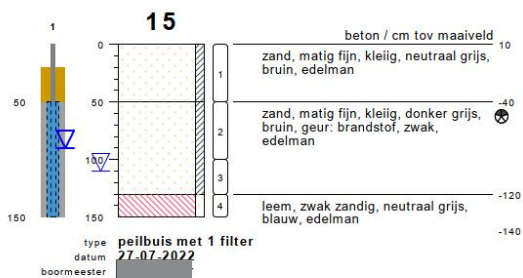 15
1
beton / cm tov maaiveld
0
10
zand, matig fijn, kleiig, neutraal grijs,
bruin, edelman
1
50
50
-40
zand, matig fijn, kleiig, donker grijs,
bruin, geur: brandstof, zwak,
edelman
2
100
3
-120
4
leem, zwak zandig, neutraal grijs,
blauw, edelman
150
150
-140
type peilbuis met 1 filter
datum 27-07-2022
boormeester